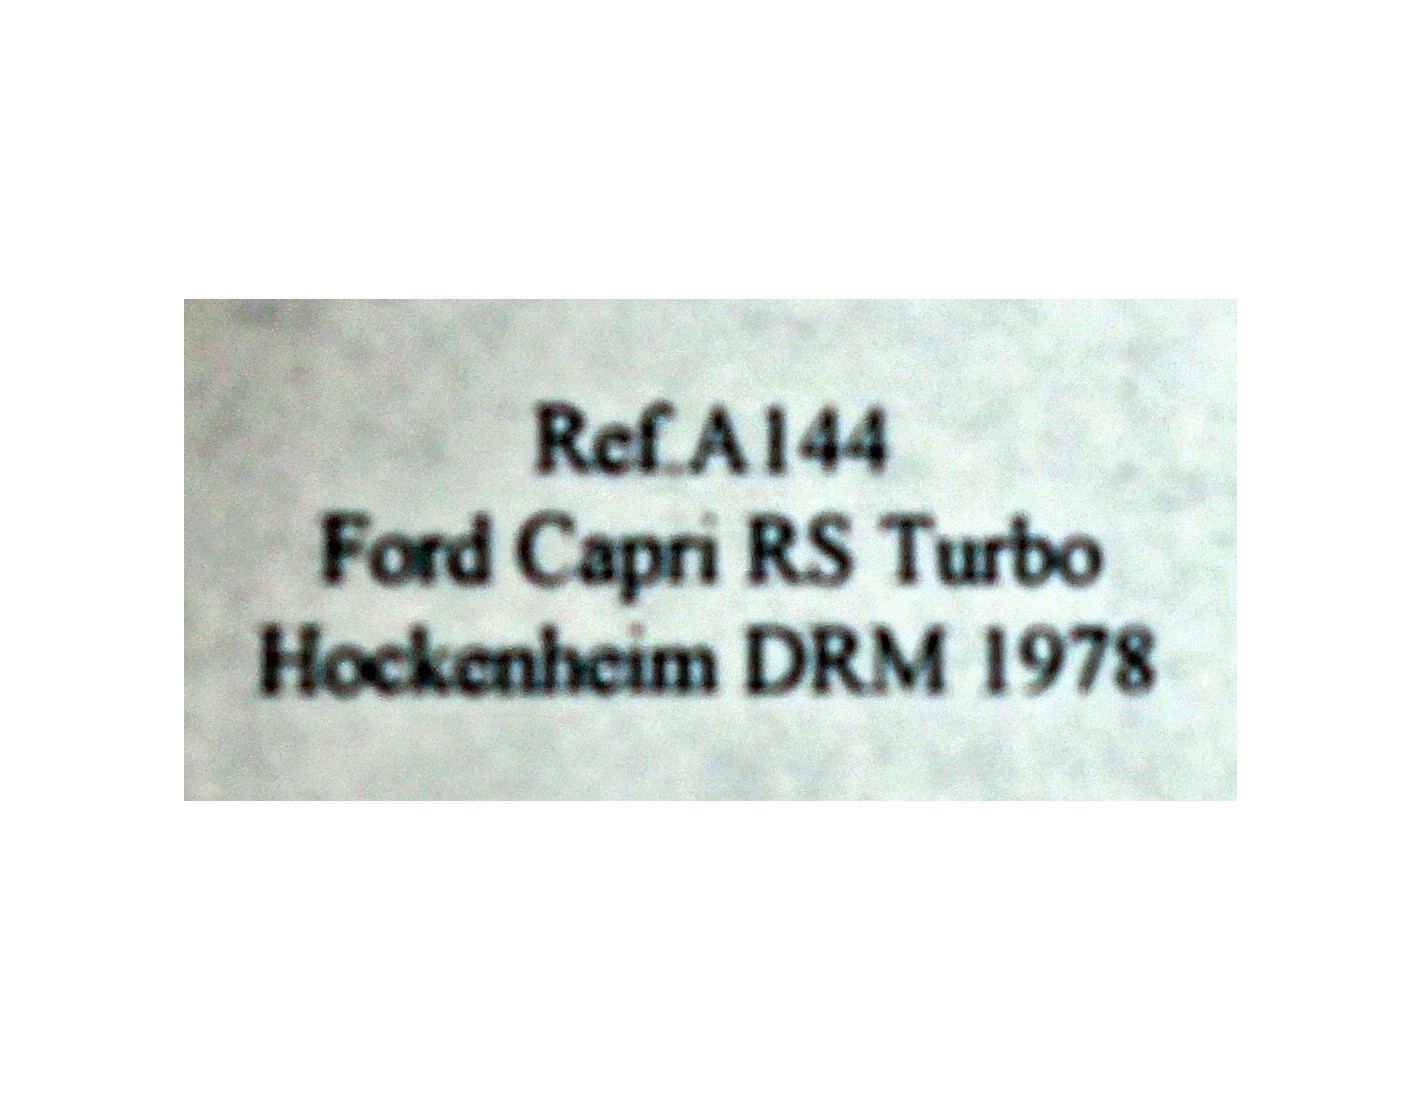 Ref.A144
Ford Capri RS Turbo
Hockenheim DRM 1978